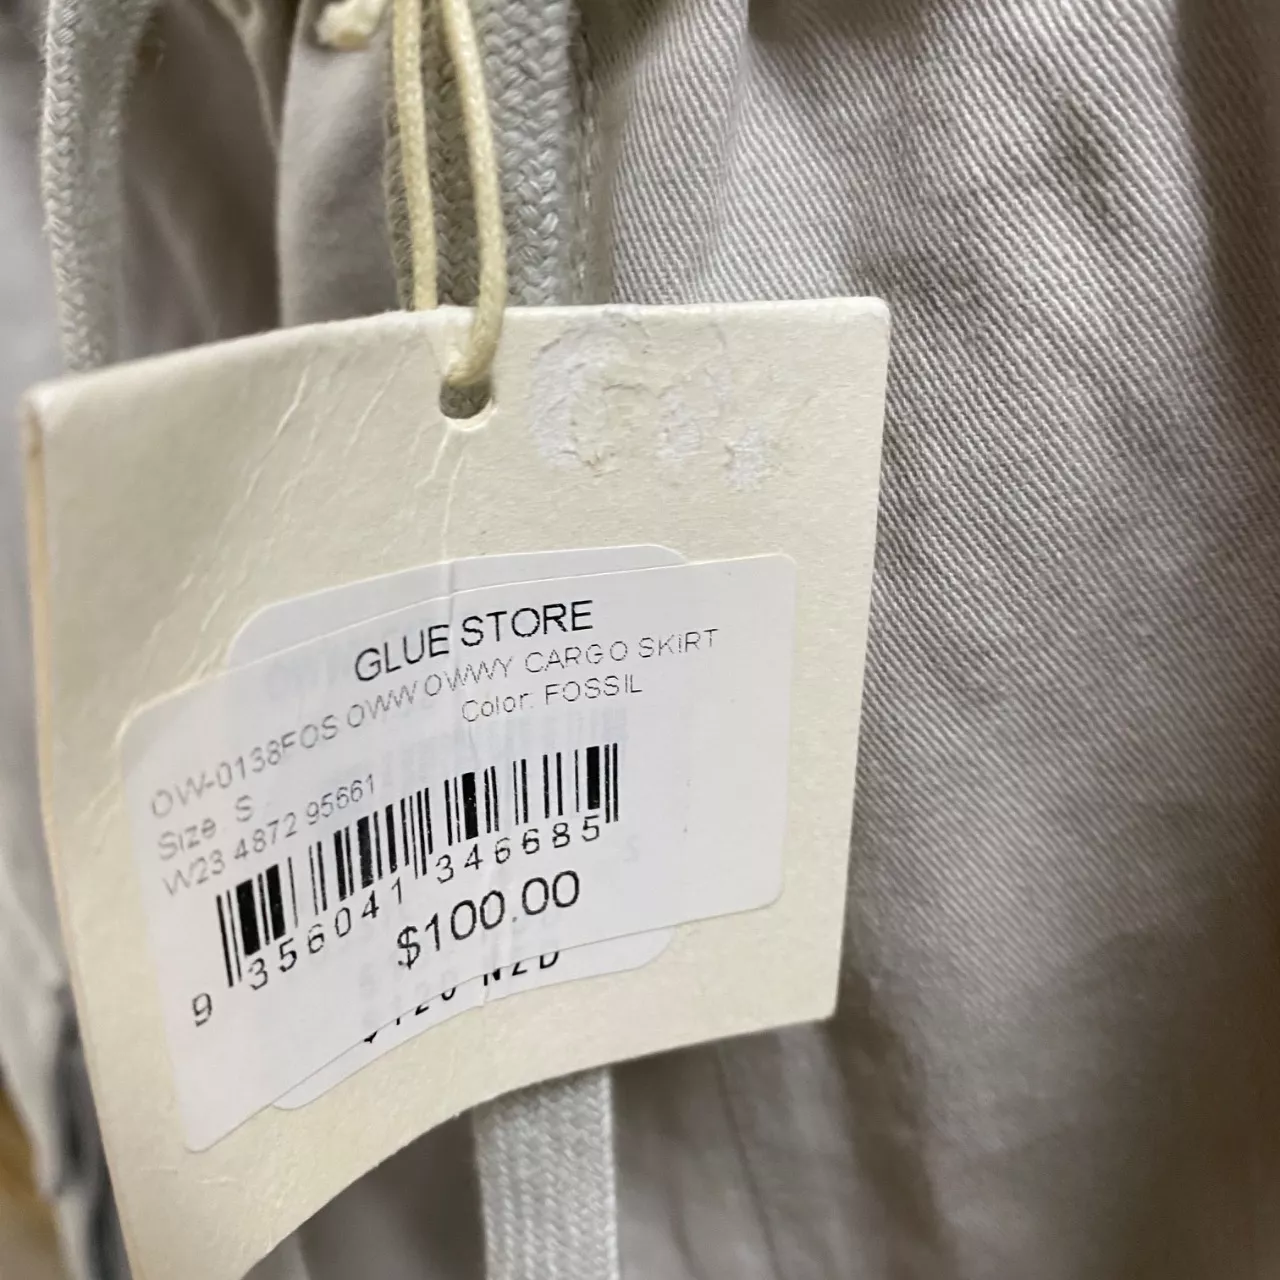 GLUE STORE
OW-0138FOS OWW OWWY CARGO SKIRT
Color: FOSSIL
Size S
W23 4872 95661
9 356041 346685
$100.00
$120 NZD